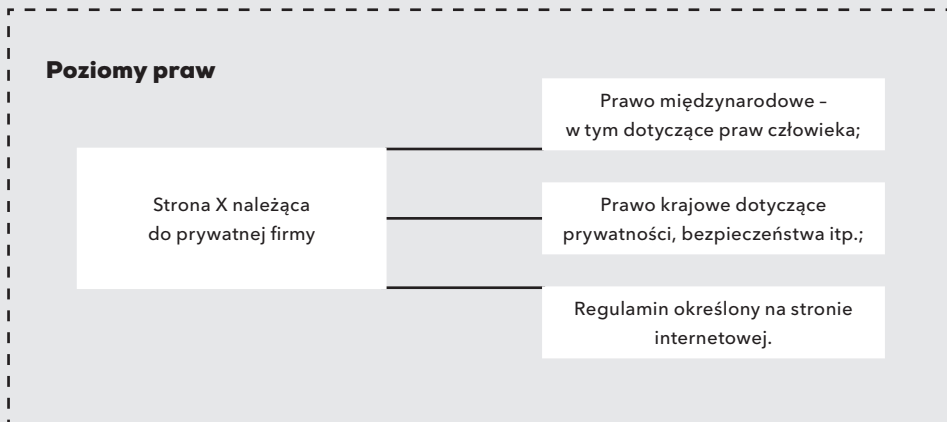 Poziomy praw
Strona X należąca
do prywatnej firmy
Prawo międzynarodowe –
w tym dotyczące praw człowieka;
Prawo krajowe dotyczące
prywatności, bezpieczeństwa itp.;
Regulamin określony na stronie
internetowej.